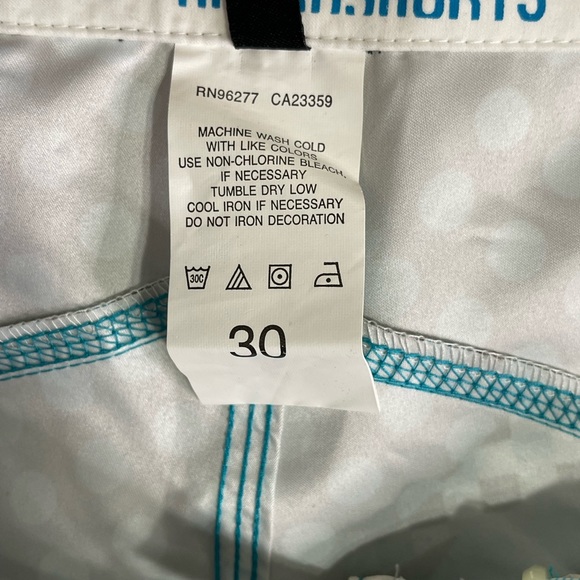 RN96277 CA23359
MACHINE WASH COLD
WITH LIKE COLORS
USE NON-CHLORINE BLEACH,
IF NECESSARY
TUMBLE DRY LOW
COOL IRON IF NECESSARY
DO NOT IRON DECORATION
30C
30